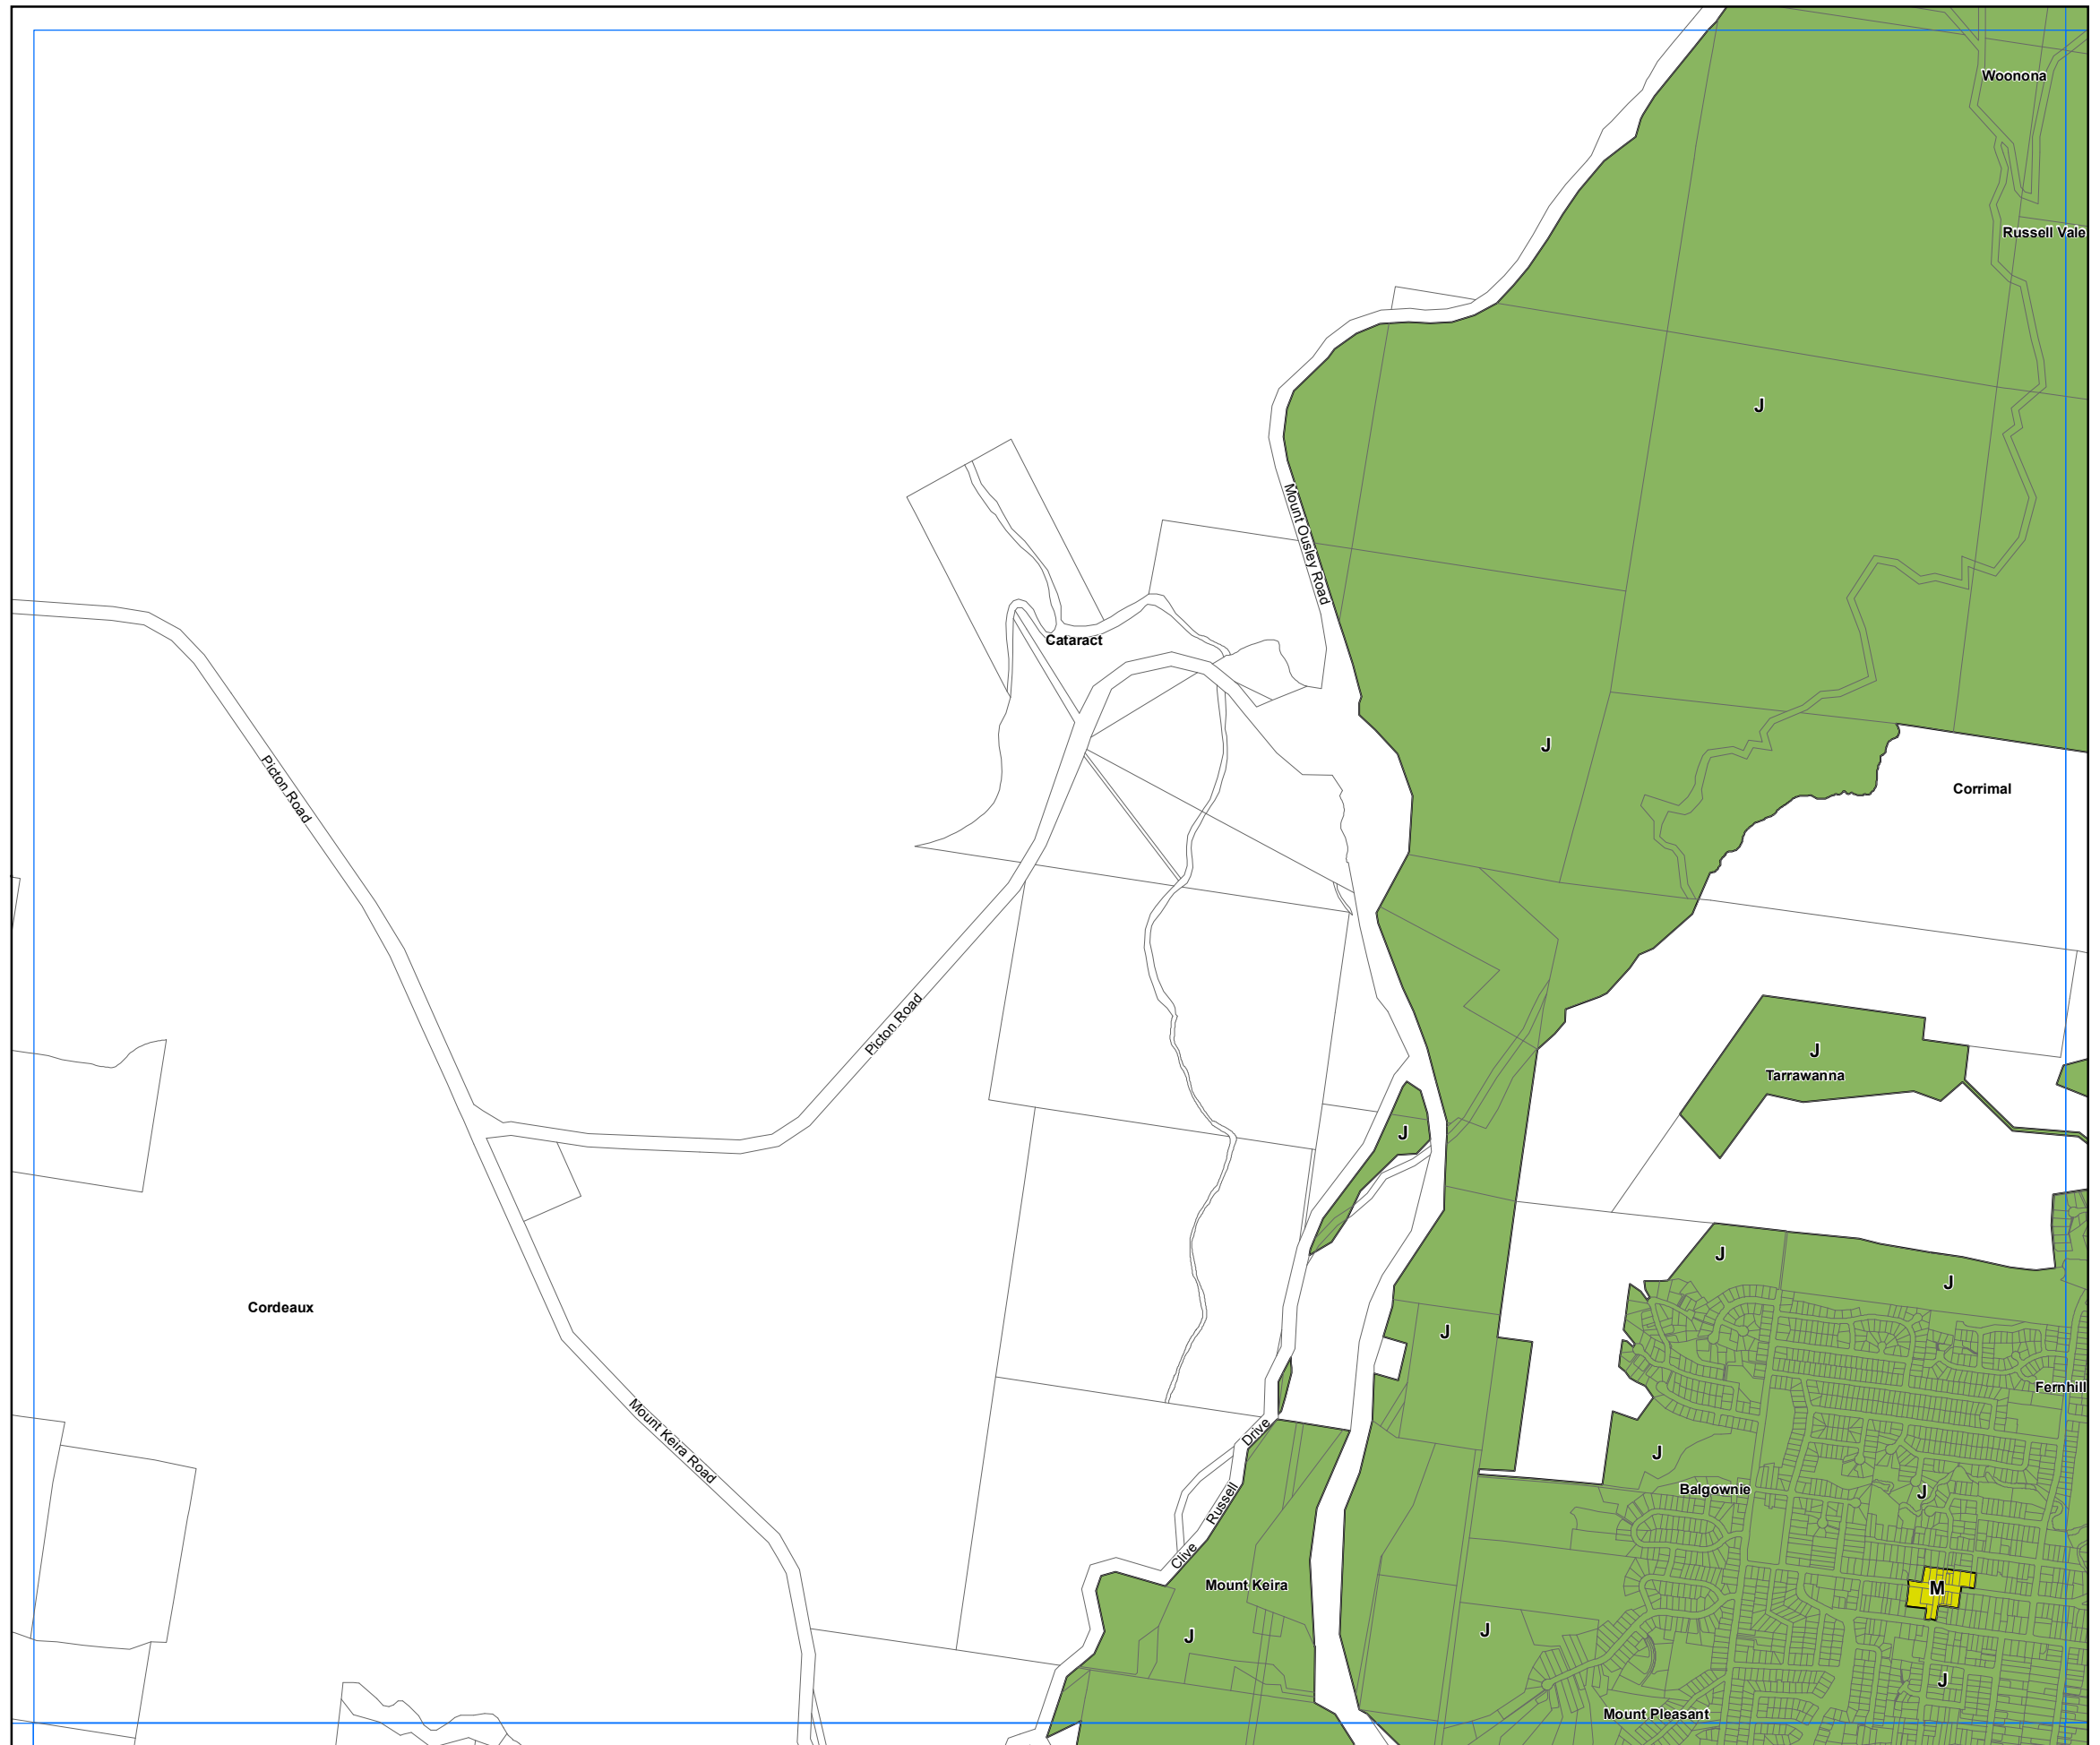 Woonona
Russell Vale
J
Mount Ousley Road
Cataract
J
Picton Road
Corrimal
Picton Road
J
Tarrawanna
J
J
J
Cordeaux
J
Fernhill
Mount Keira Road
Drive
J
Russell
Balgownie
J
Clive
Mount Keira
M
J
J
J
Mount Pleasant